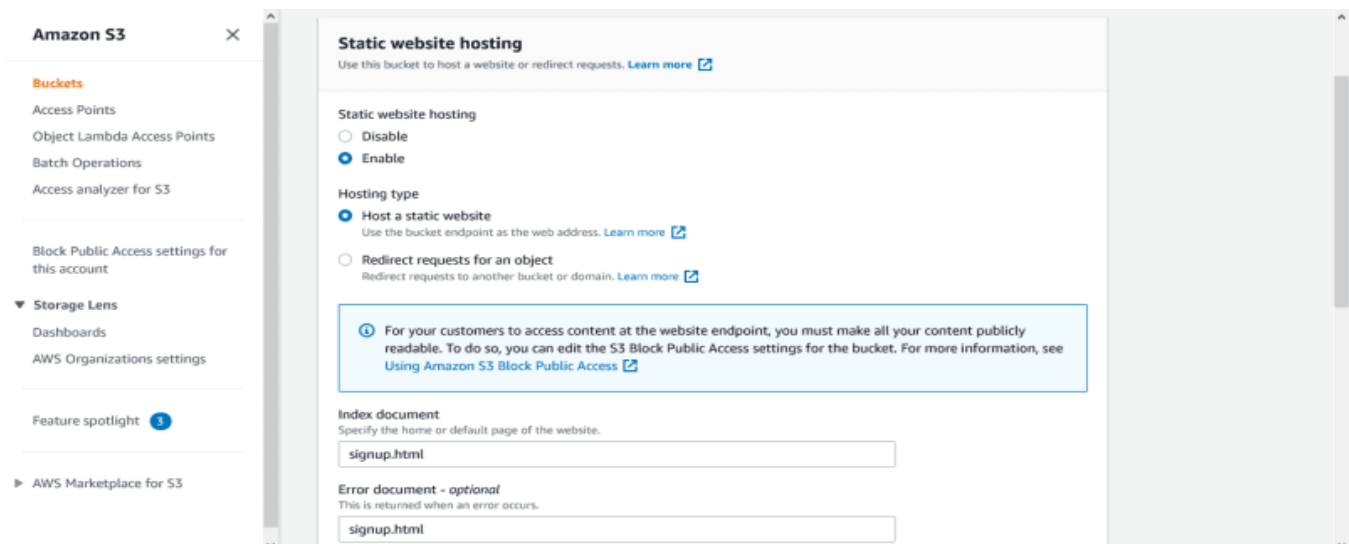 Amazon S3
Buckets
Access Points
Object Lambda Access Points
Batch Operations
Access analyzer for S3
Block Public Access settings for
this account
Storage Lens
Dashboards
AWS Organizations settings
Feature spotlight 3
AWS Marketplace for S3
Static website hosting
Use this bucket to host a website or redirect requests. Learn more
Static website hosting
Disable
Enable
Hosting type
Host a static website
Use the bucket endpoint as the web address. Learn more
Redirect requests for an object
Redirect requests to another bucket or domain. Learn more
For your customers to access content at the website endpoint, you must make all your content publicly
readable. To do so, you can edit the S3 Block Public Access settings for the bucket. For more information, see
Using Amazon S3 Block Public Access
Index document
Specify the home or default page of the website.
signup.html
Error document - optional
This is returned when an error occurs.
signup.html